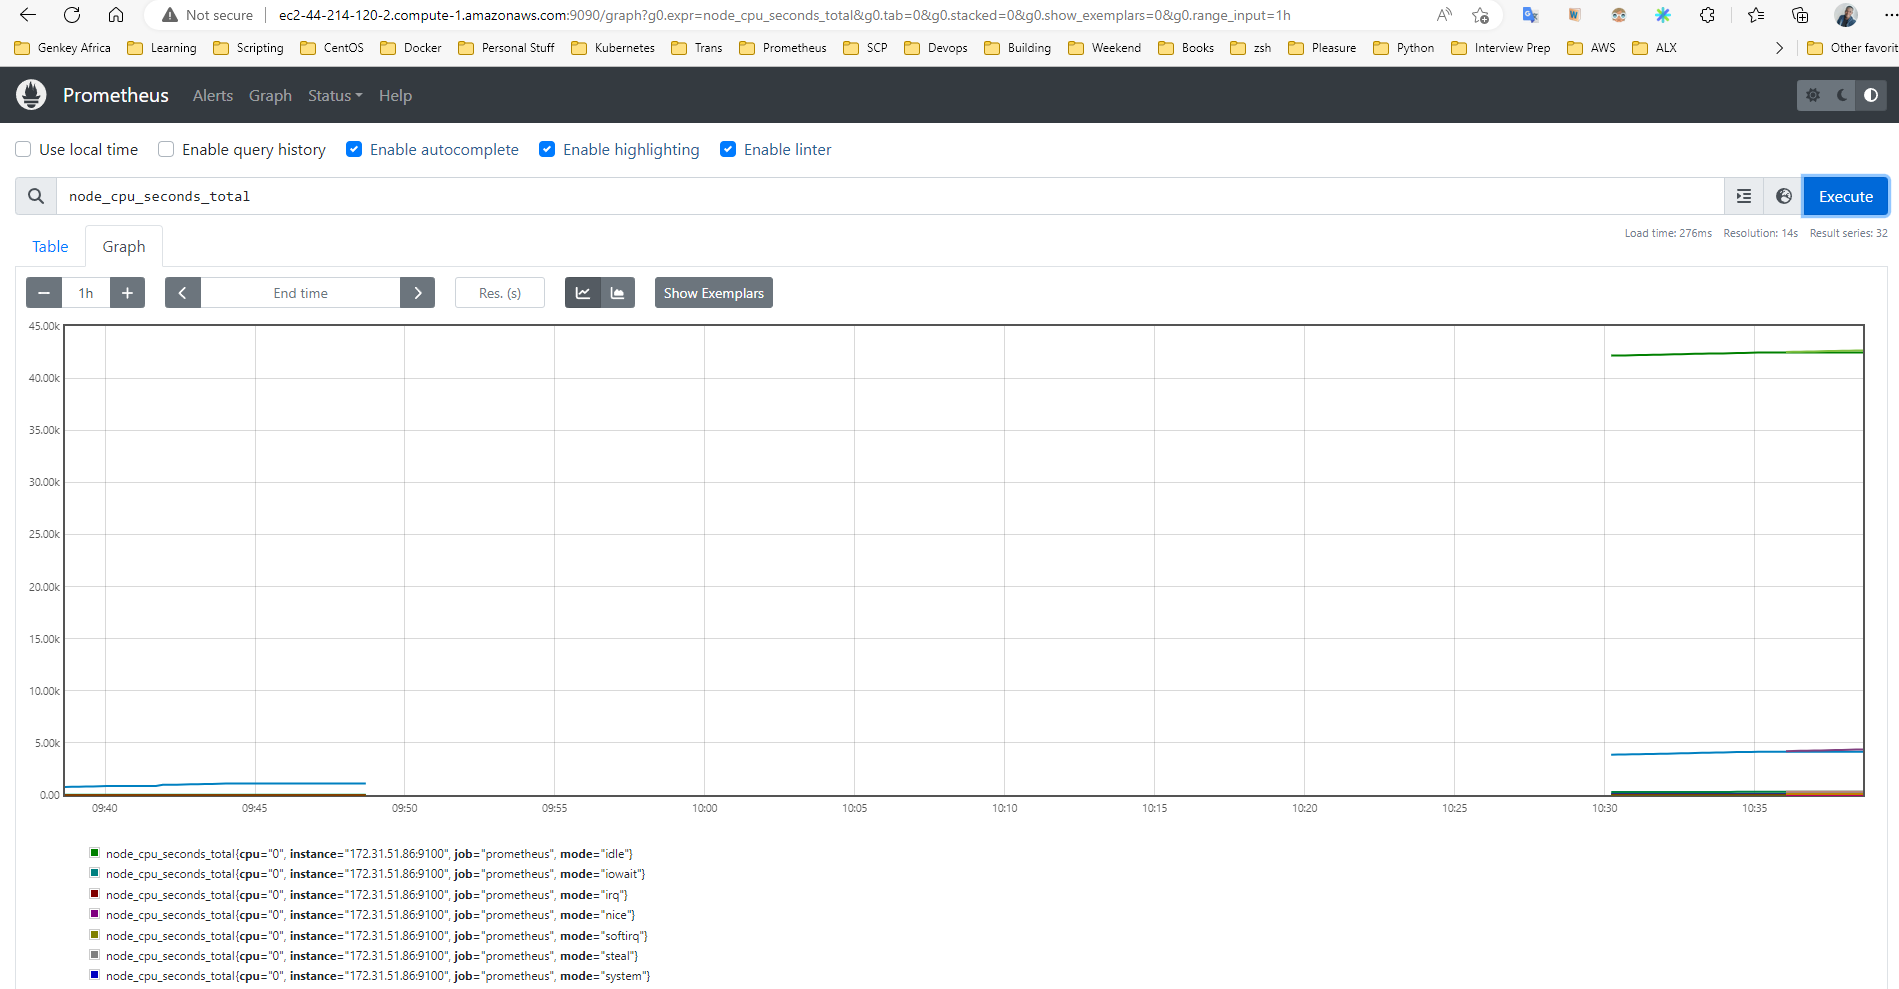 Not secure
ec2-44-214-120-2.compute-1.amazonaws.com:9090/graph?g0.expr=node_cpu_seconds_total&g0.tab=0&g0.stacked=0&g0.show_exemplars=0&g0.range_input=1h
Genkey Africa Learning Scripting CentOS Docker Personal Stuff Kubernetes Trans Prometheus SCP Devops Building Weekend Books zsh Pleasure Python Interview Prep AWS ALX Other favorit
Prometheus Alerts Graph Status Help
Use local time Enable query history Enable autocomplete Enable highlighting Enable linter
node_cpu_seconds_total
Execute
Table Graph
Load time: 276ms Resolution: 14s Result series: 32
− 1h + End time Res. (s) Show Exemplars
45.00k
40.00k
35.00k
30.00k
25.00k
20.00k
15.00k
10.00k
5.00k
0.00
09:40 09:45 09:50 09:55 10:00 10:05 10:10 10:15 10:20 10:25 10:30 10:35
node_cpu_seconds_total{cpu="0", instance="172.31.51.86:9100", job="prometheus", mode="idle"}
node_cpu_seconds_total{cpu="0", instance="172.31.51.86:9100", job="prometheus", mode="iowait"}
node_cpu_seconds_total{cpu="0", instance="172.31.51.86:9100", job="prometheus", mode="irq"}
node_cpu_seconds_total{cpu="0", instance="172.31.51.86:9100", job="prometheus", mode="nice"}
node_cpu_seconds_total{cpu="0", instance="172.31.51.86:9100", job="prometheus", mode="softirq"}
node_cpu_seconds_total{cpu="0", instance="172.31.51.86:9100", job="prometheus", mode="steal"}
node_cpu_seconds_total{cpu="0", instance="172.31.51.86:9100", job="prometheus", mode="system"}